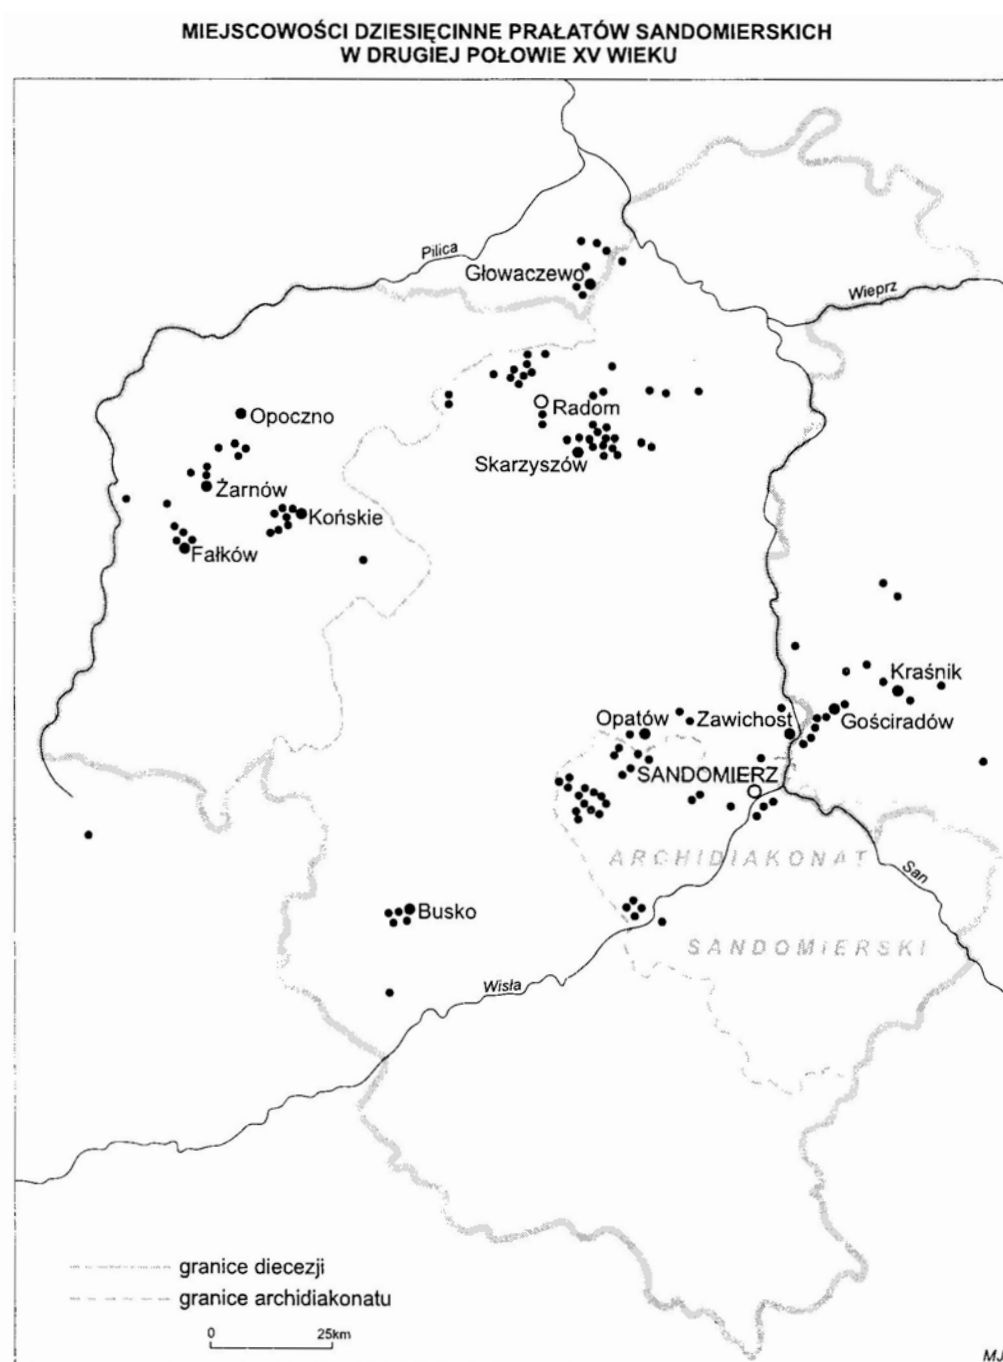 MIEJSCOWOŚCI DZIESIĘCINNE PRAŁATÓW SANDOMIERSKICH
W DRUGIEJ POŁOWIE XV WIEKU
Pilica
Głowaczewo
Wieprz
Radom
Opoczno
Skarzyszów
Żarnów
Końskie
Fałków
Kraśnik
Opatów
Zawichost
Gościradów
SANDOMIERZ
ARCHIDIAKONAT
San
Busko
SANDOMIERSKI
Wisła
granice diecezji
granice archidiakonatu
0 25km
MJ